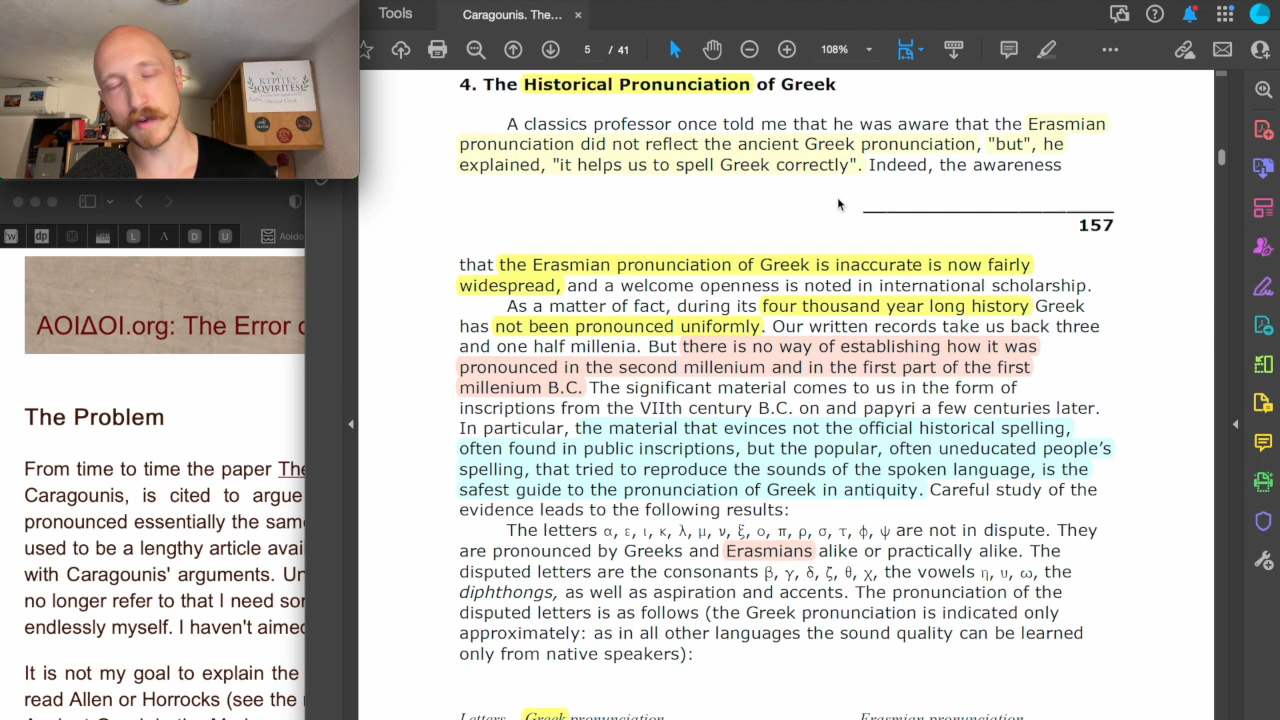 Tools
Caragounis. The... ×
5 / 41
108%
ΚΥΡΙΤΕΣ
QVIRITES
4. The Historical Pronunciation of Greek
A classics professor once told me that he was aware that the Erasmian
pronunciation did not reflect the ancient Greek pronunciation, "but", he
explained, "it helps us to spell Greek correctly". Indeed, the awareness
157
that the Erasmian pronunciation of Greek is inaccurate is now fairly
widespread, and a welcome openness is noted in international scholarship.
As a matter of fact, during its four thousand year long history Greek
has not been pronounced uniformly. Our written records take us back three
and one half millenia. But there is no way of establishing how it was
pronounced in the second millenium and in the first part of the first
millenium B.C. The significant material comes to us in the form of
inscriptions from the VIIth century B.C. on and papyri a few centuries later.
In particular, the material that evinces not the official historical spelling,
often found in public inscriptions, but the popular, often uneducated people's
spelling, that tried to reproduce the sounds of the spoken language, is the
safest guide to the pronunciation of Greek in antiquity. Careful study of the
evidence leads to the following results:
The letters α, ε, ι, κ, λ, μ, ν, ξ, ο, π, ρ, σ, τ, φ, ψ are not in dispute. They
are pronounced by Greeks and Erasmians alike or practically alike. The
disputed letters are the consonants β, γ, δ, ζ, θ, χ, the vowels η, υ, ω, the
diphthongs, as well as aspiration and accents. The pronunciation of the
disputed letters is as follows (the Greek pronunciation is indicated only
approximately: as in all other languages the sound quality can be learned
only from native speakers):
Letters Greek pronunciation Erasmian pronunciation
W dp L Λ D U Aoido
ΑΟΙΔΟΙ.org: The Error o
The Problem
From time to time the paper The
Caragounis, is cited to argue
pronounced essentially the sam
used to be a lengthy article avai
with Caragounis' arguments. Un
no longer refer to that I need son
endlessly myself. I haven't aimed
It is not my goal to explain the
read Allen or Horrocks (see the